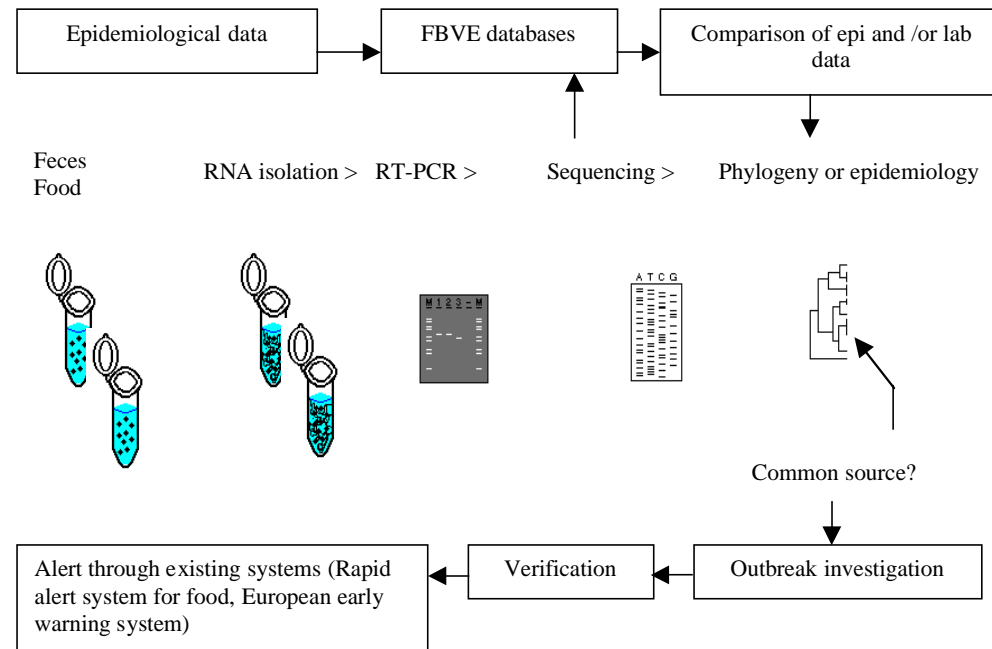 Epidemiological data
FBVE databases
Comparison of epi and /or lab
data
Feces
Food
RNA isolation >
RT-PCR >
Sequencing >
Phylogeny or epidemiology
M 1 2 3 - M
A T C G
Common source?
Alert through existing systems (Rapid
alert system for food, European early
warning system)
Verification
Outbreak investigation